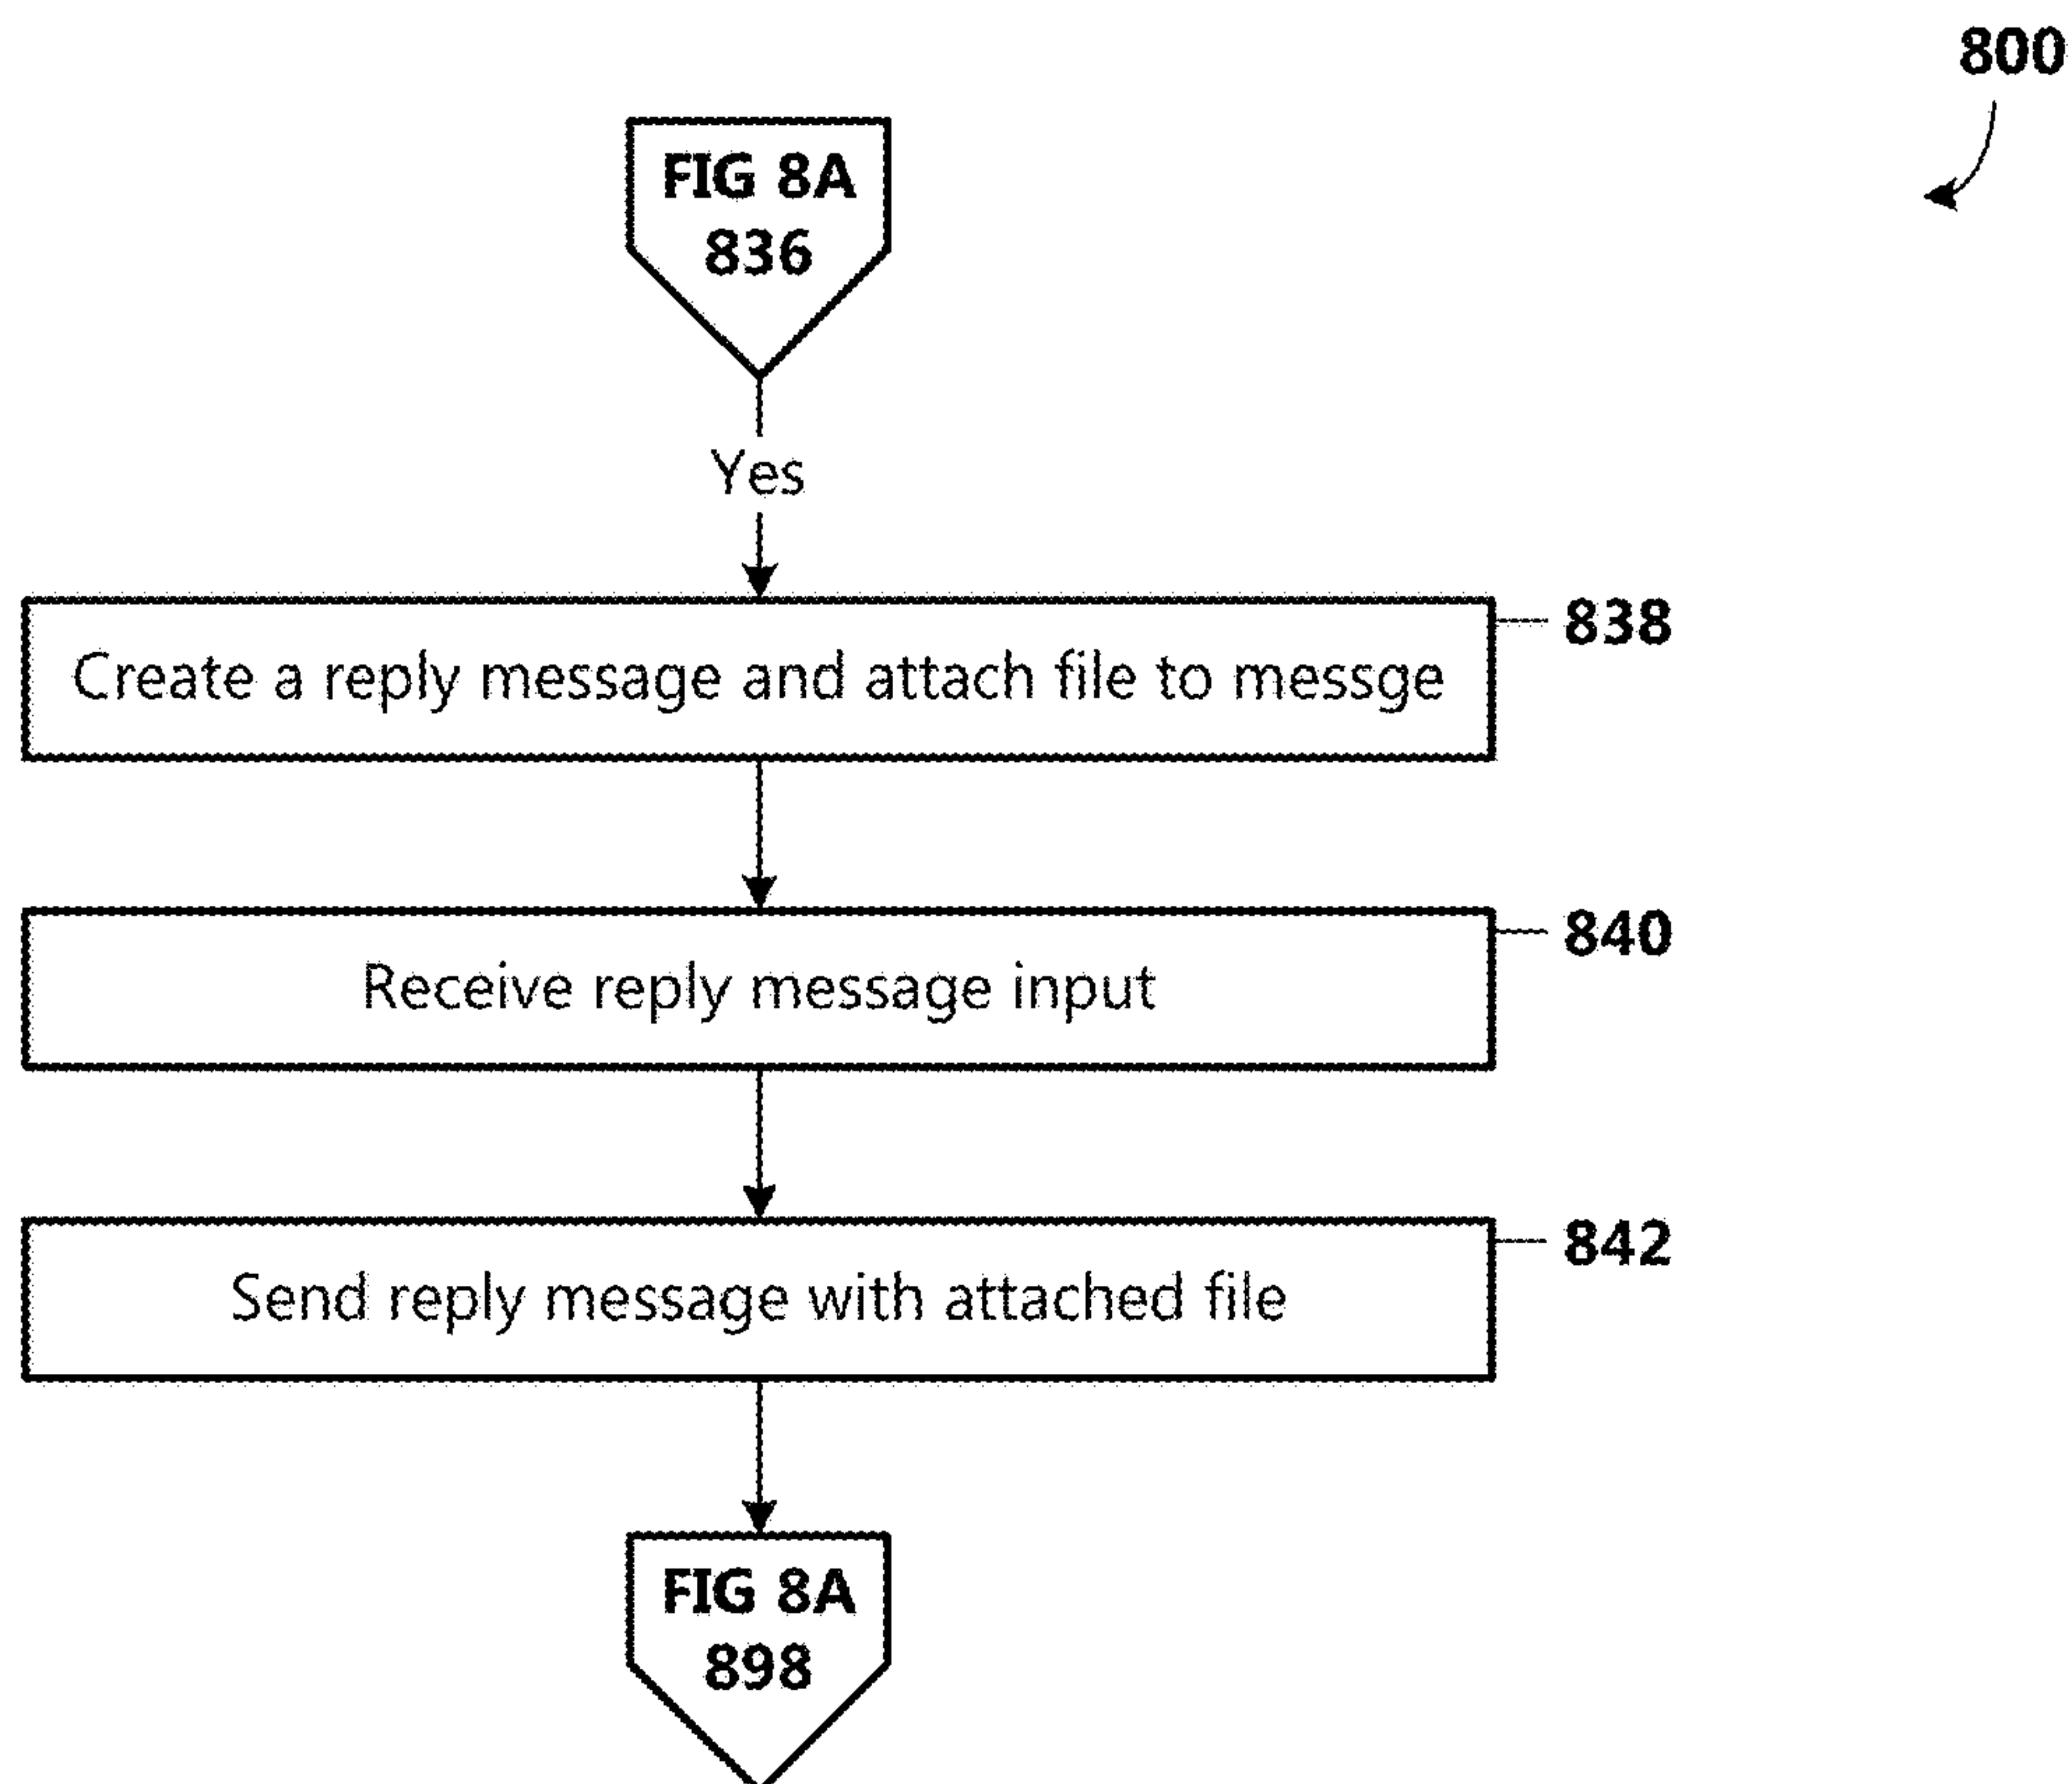 800
FIG 8A
836
Yes
Create a reply message and attach file to messge
838
Receive reply message input
840
Send reply message with attached file
842
FIG 8A
898